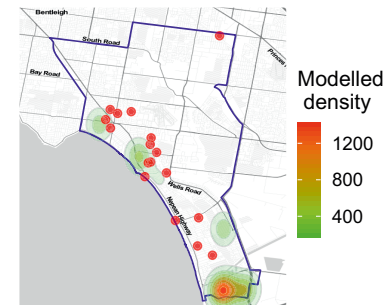 Bentleigh
South Road
Bay Road
Princes H
Modelled
density
1200
800
400
Wells Road
Nepean Highway